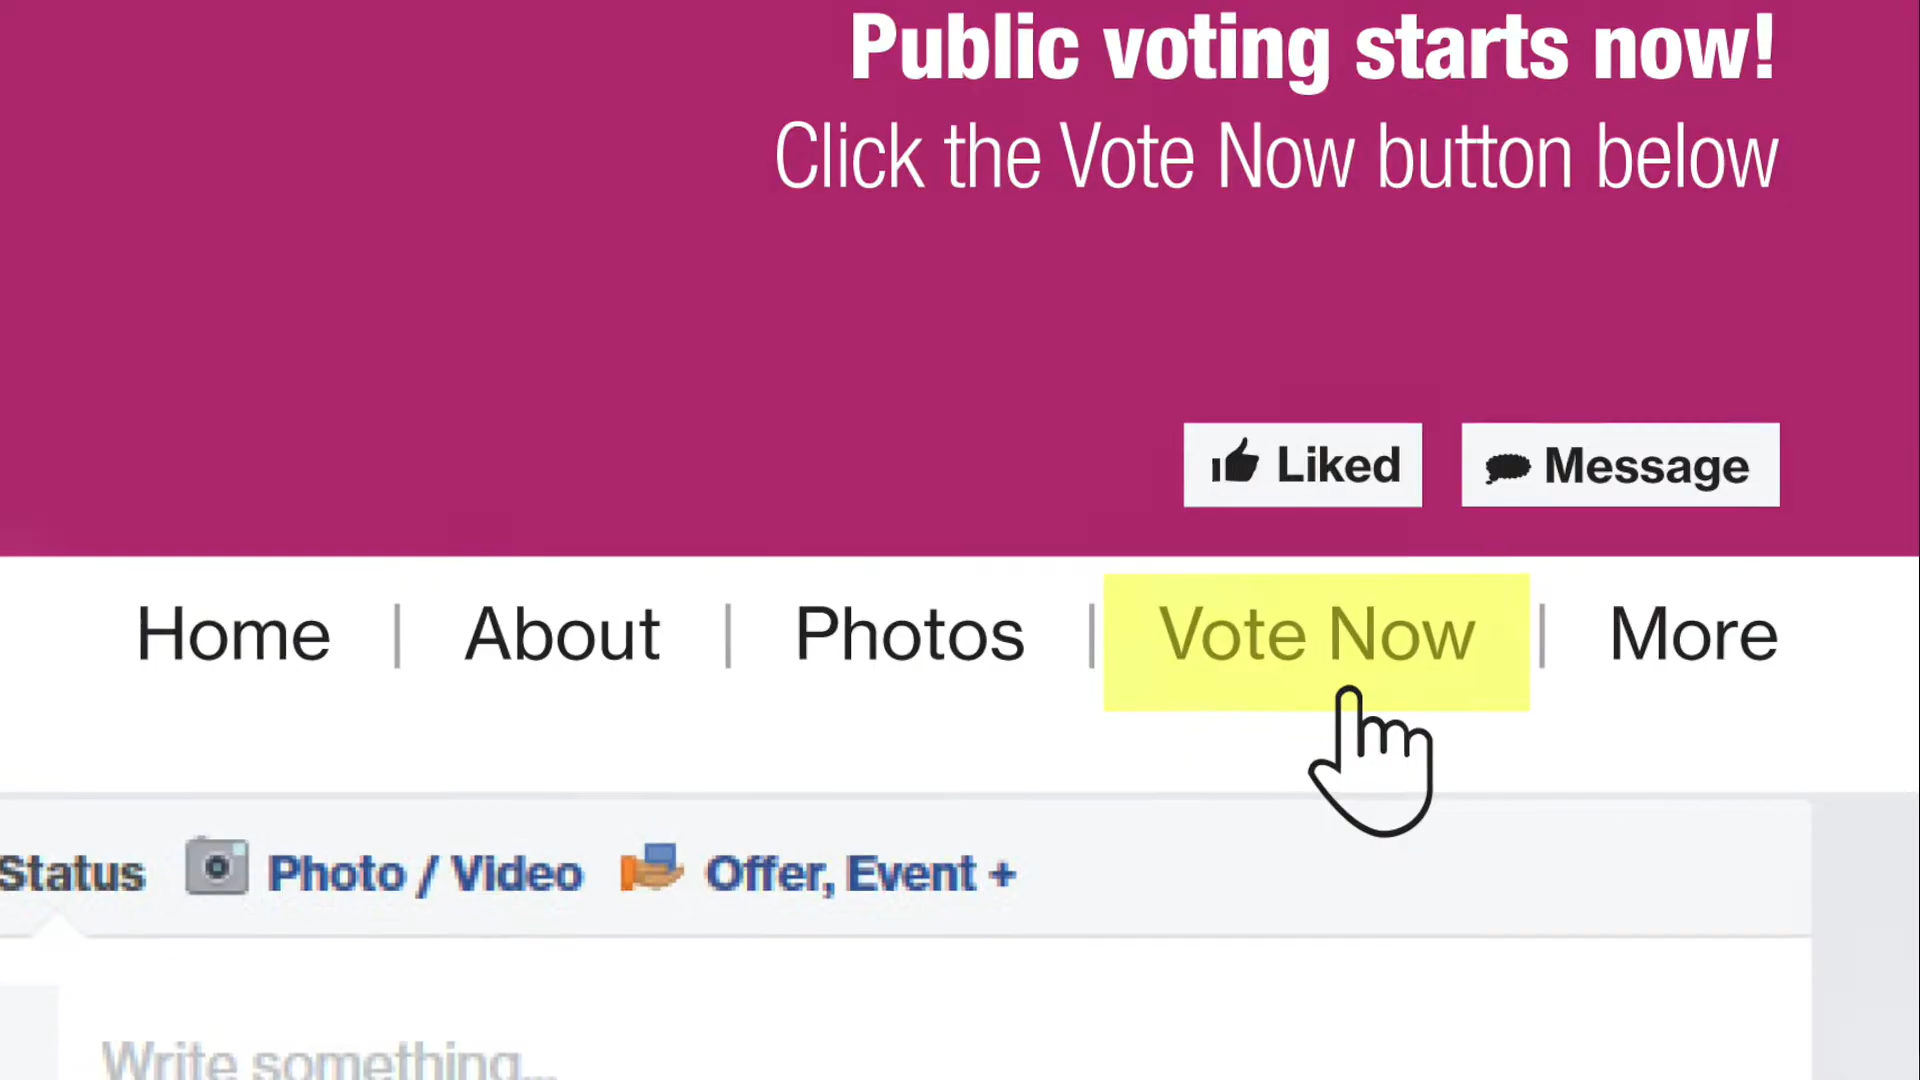 Public voting starts now!
Click the Vote Now button below
Liked Message
Home | About | Photos | Vote Now | More
Status Photo / Video Offer, Event +
Write something...